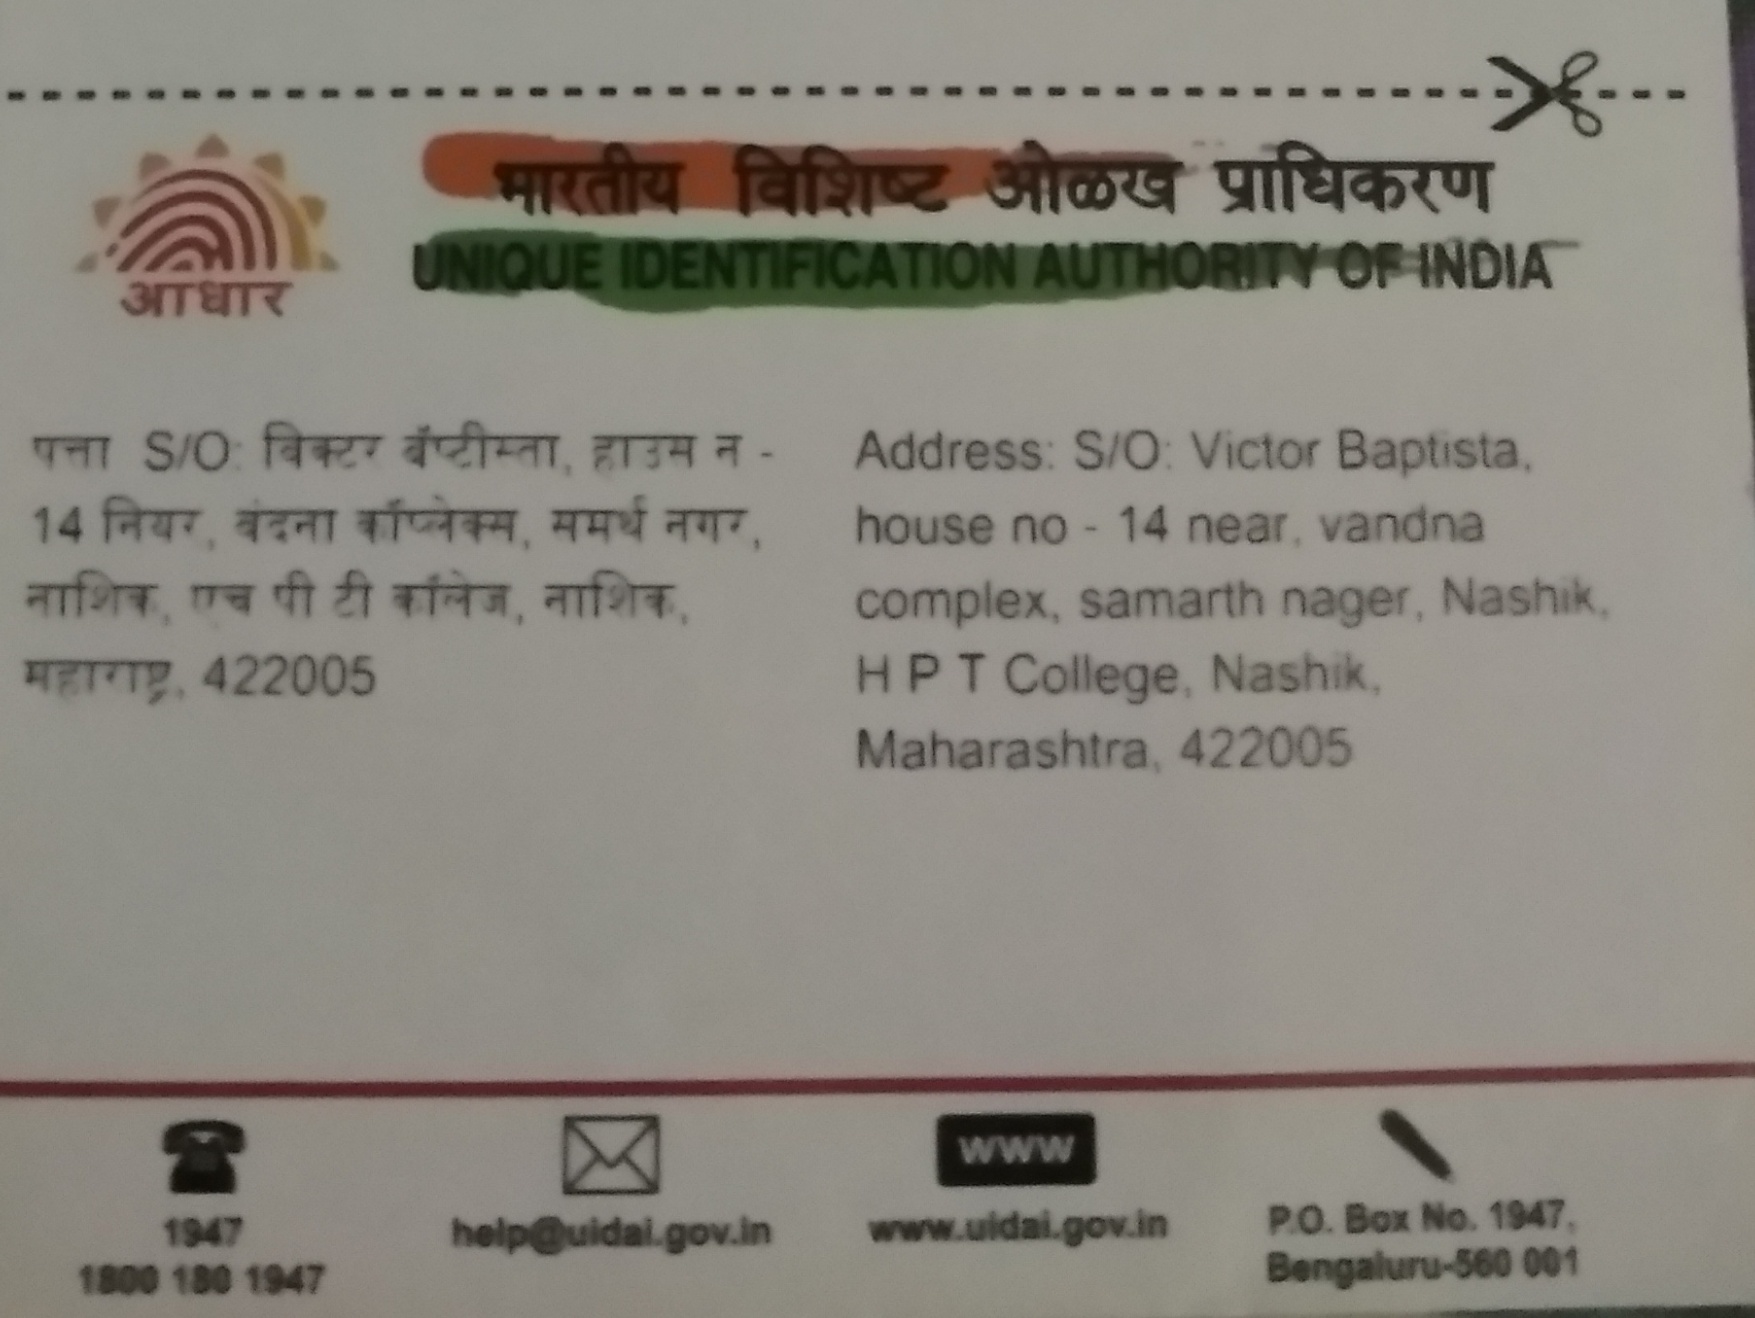 आधार
भारतीय विशिष्ट ओळख प्राधिकरण
UNIQUE IDENTIFICATION AUTHORITY OF INDIA
पत्ता S/O: विक्टर बॅप्टीस्ता, हाउस न -
14 नियर, वंदना कॉंप्लेक्स, समर्थ नगर,
नाशिक, एच पी टी कॉलेज, नाशिक,
महाराष्ट्र, 422005
Address: S/O: Victor Baptista,
house no - 14 near, vandna
complex, samarth nager, Nashik,
H P T College, Nashik,
Maharashtra, 422005
1947
1800 180 1947
help@uidai.gov.in
www
www.uidai.gov.in
P.O. Box No. 1947,
Bengaluru-560 001